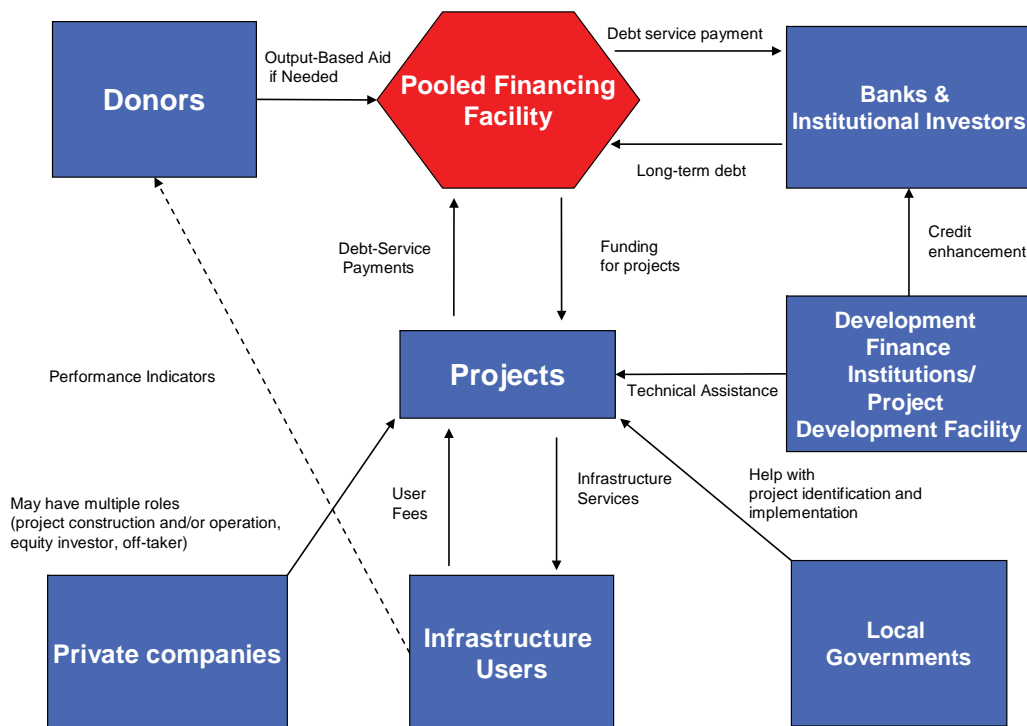 Donors
Output-Based Aid
if Needed
Pooled Financing
Facility
Debt service payment
Banks &
Institutional Investors
Long-term debt
Debt-Service
Payments
Funding
for projects
Credit
enhancement
Performance Indicators
Projects
Technical Assistance
Development
Finance
Institutions/
Project
Development Facility
May have multiple roles
(project construction and/or operation,
equity investor, off-taker)
User
Fees
Infrastructure
Services
Help with
project identification and
implementation
Private companies
Infrastructure
Users
Local
Governments